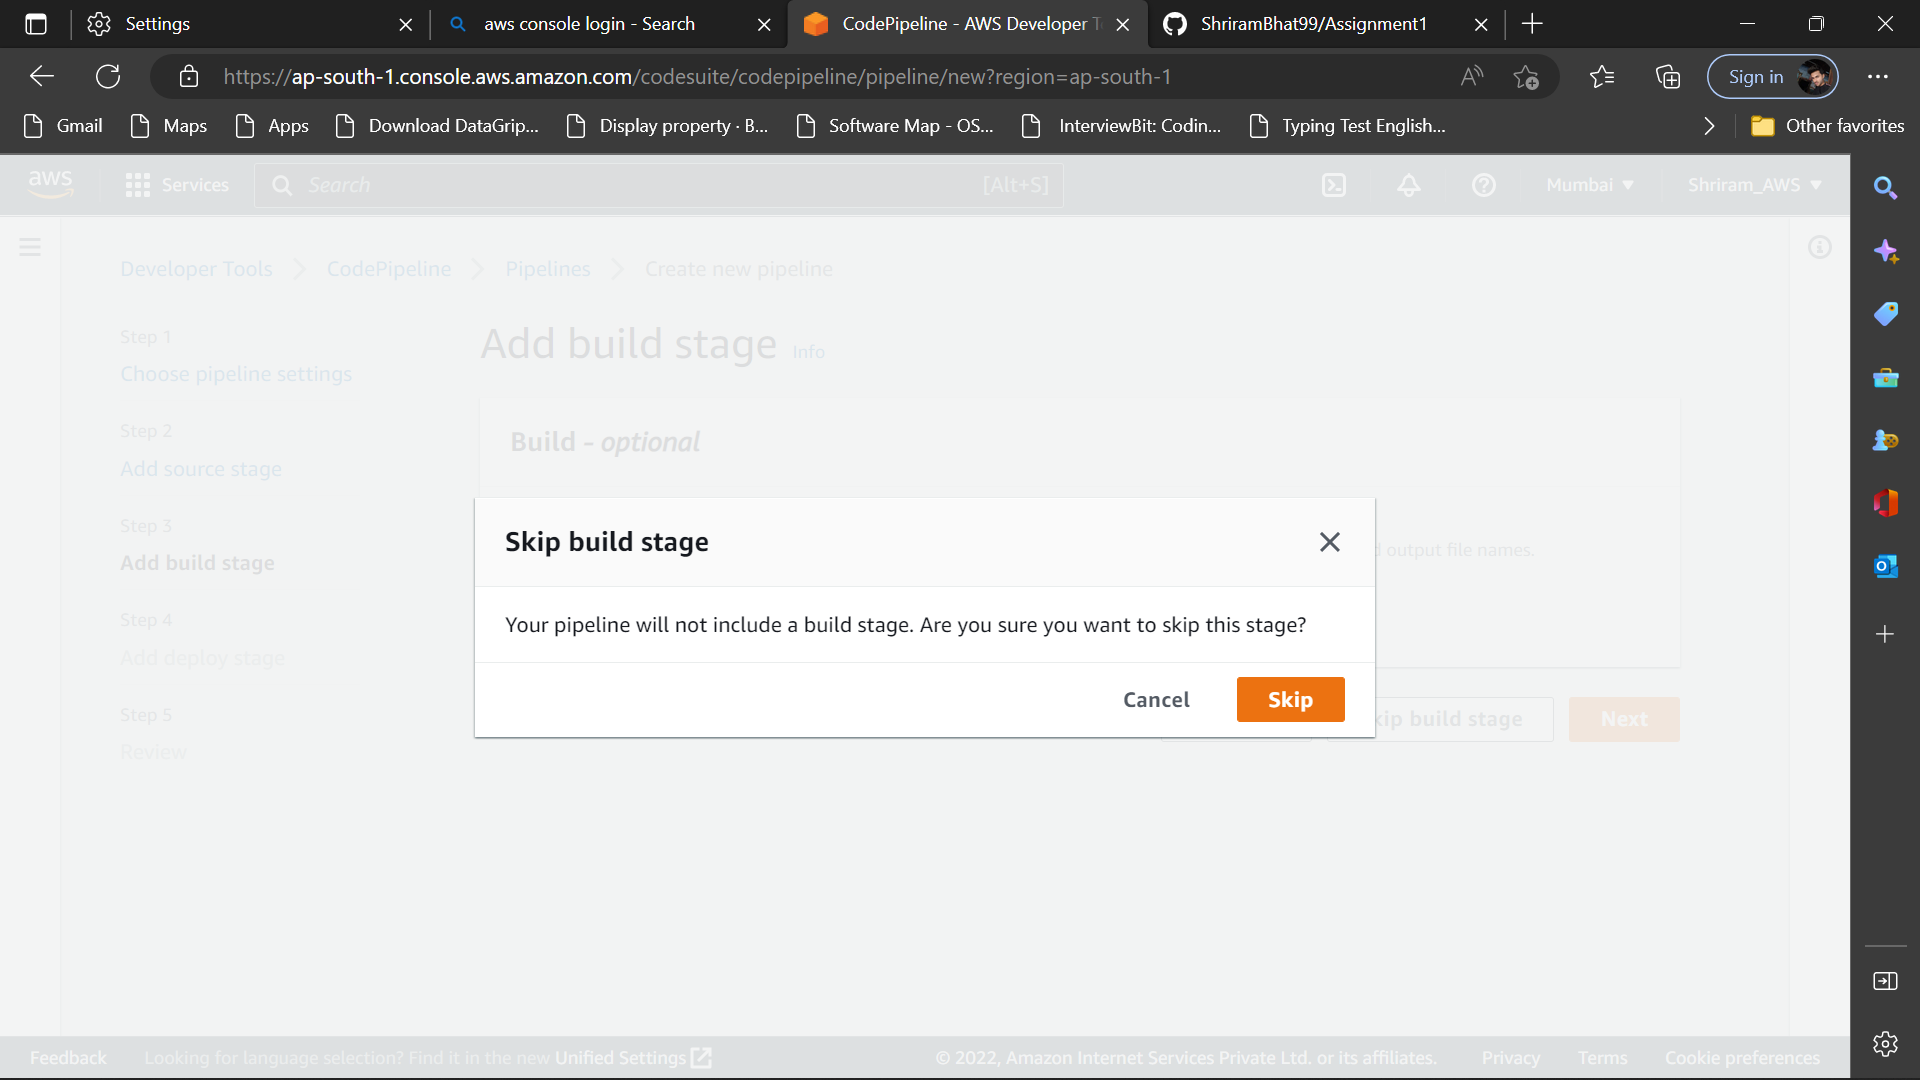 Settings
aws console login - Search
CodePipeline - AWS Developer T
ShriramBhat99/Assignment1
https://ap-south-1.console.aws.amazon.com/codesuite/codepipeline/pipeline/new?region=ap-south-1
Sign in
Gmail
Maps
Apps
Download DataGrip...
Display property · B...
Software Map - OS...
InterviewBit: Codin...
Typing Test English...
Other favorites
aws
Services
Search
[Alt+S]
Mumbai
Shriram_AWS
Developer Tools
CodePipeline
Pipelines
Create new pipeline
Step 1
Choose pipeline settings
Step 2
Add source stage
Step 3
Add build stage
Step 4
Add deploy stage
Step 5
Review
Add build stage Info
Build - optional
output file names.
Skip build stage
Your pipeline will not include a build stage. Are you sure you want to skip this stage?
Cancel
Skip
kip build stage
Next
Feedback
Looking for language selection? Find it in the new Unified Settings
© 2022, Amazon Internet Services Private Ltd. or its affiliates.
Privacy
Terms
Cookie preferences